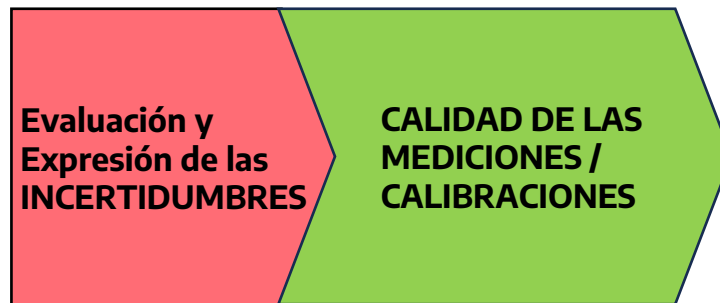 Evaluación y
Expresión de las
INCERTIDUMBRES
CALIDAD DE LAS
MEDICIONES /
CALIBRACIONES